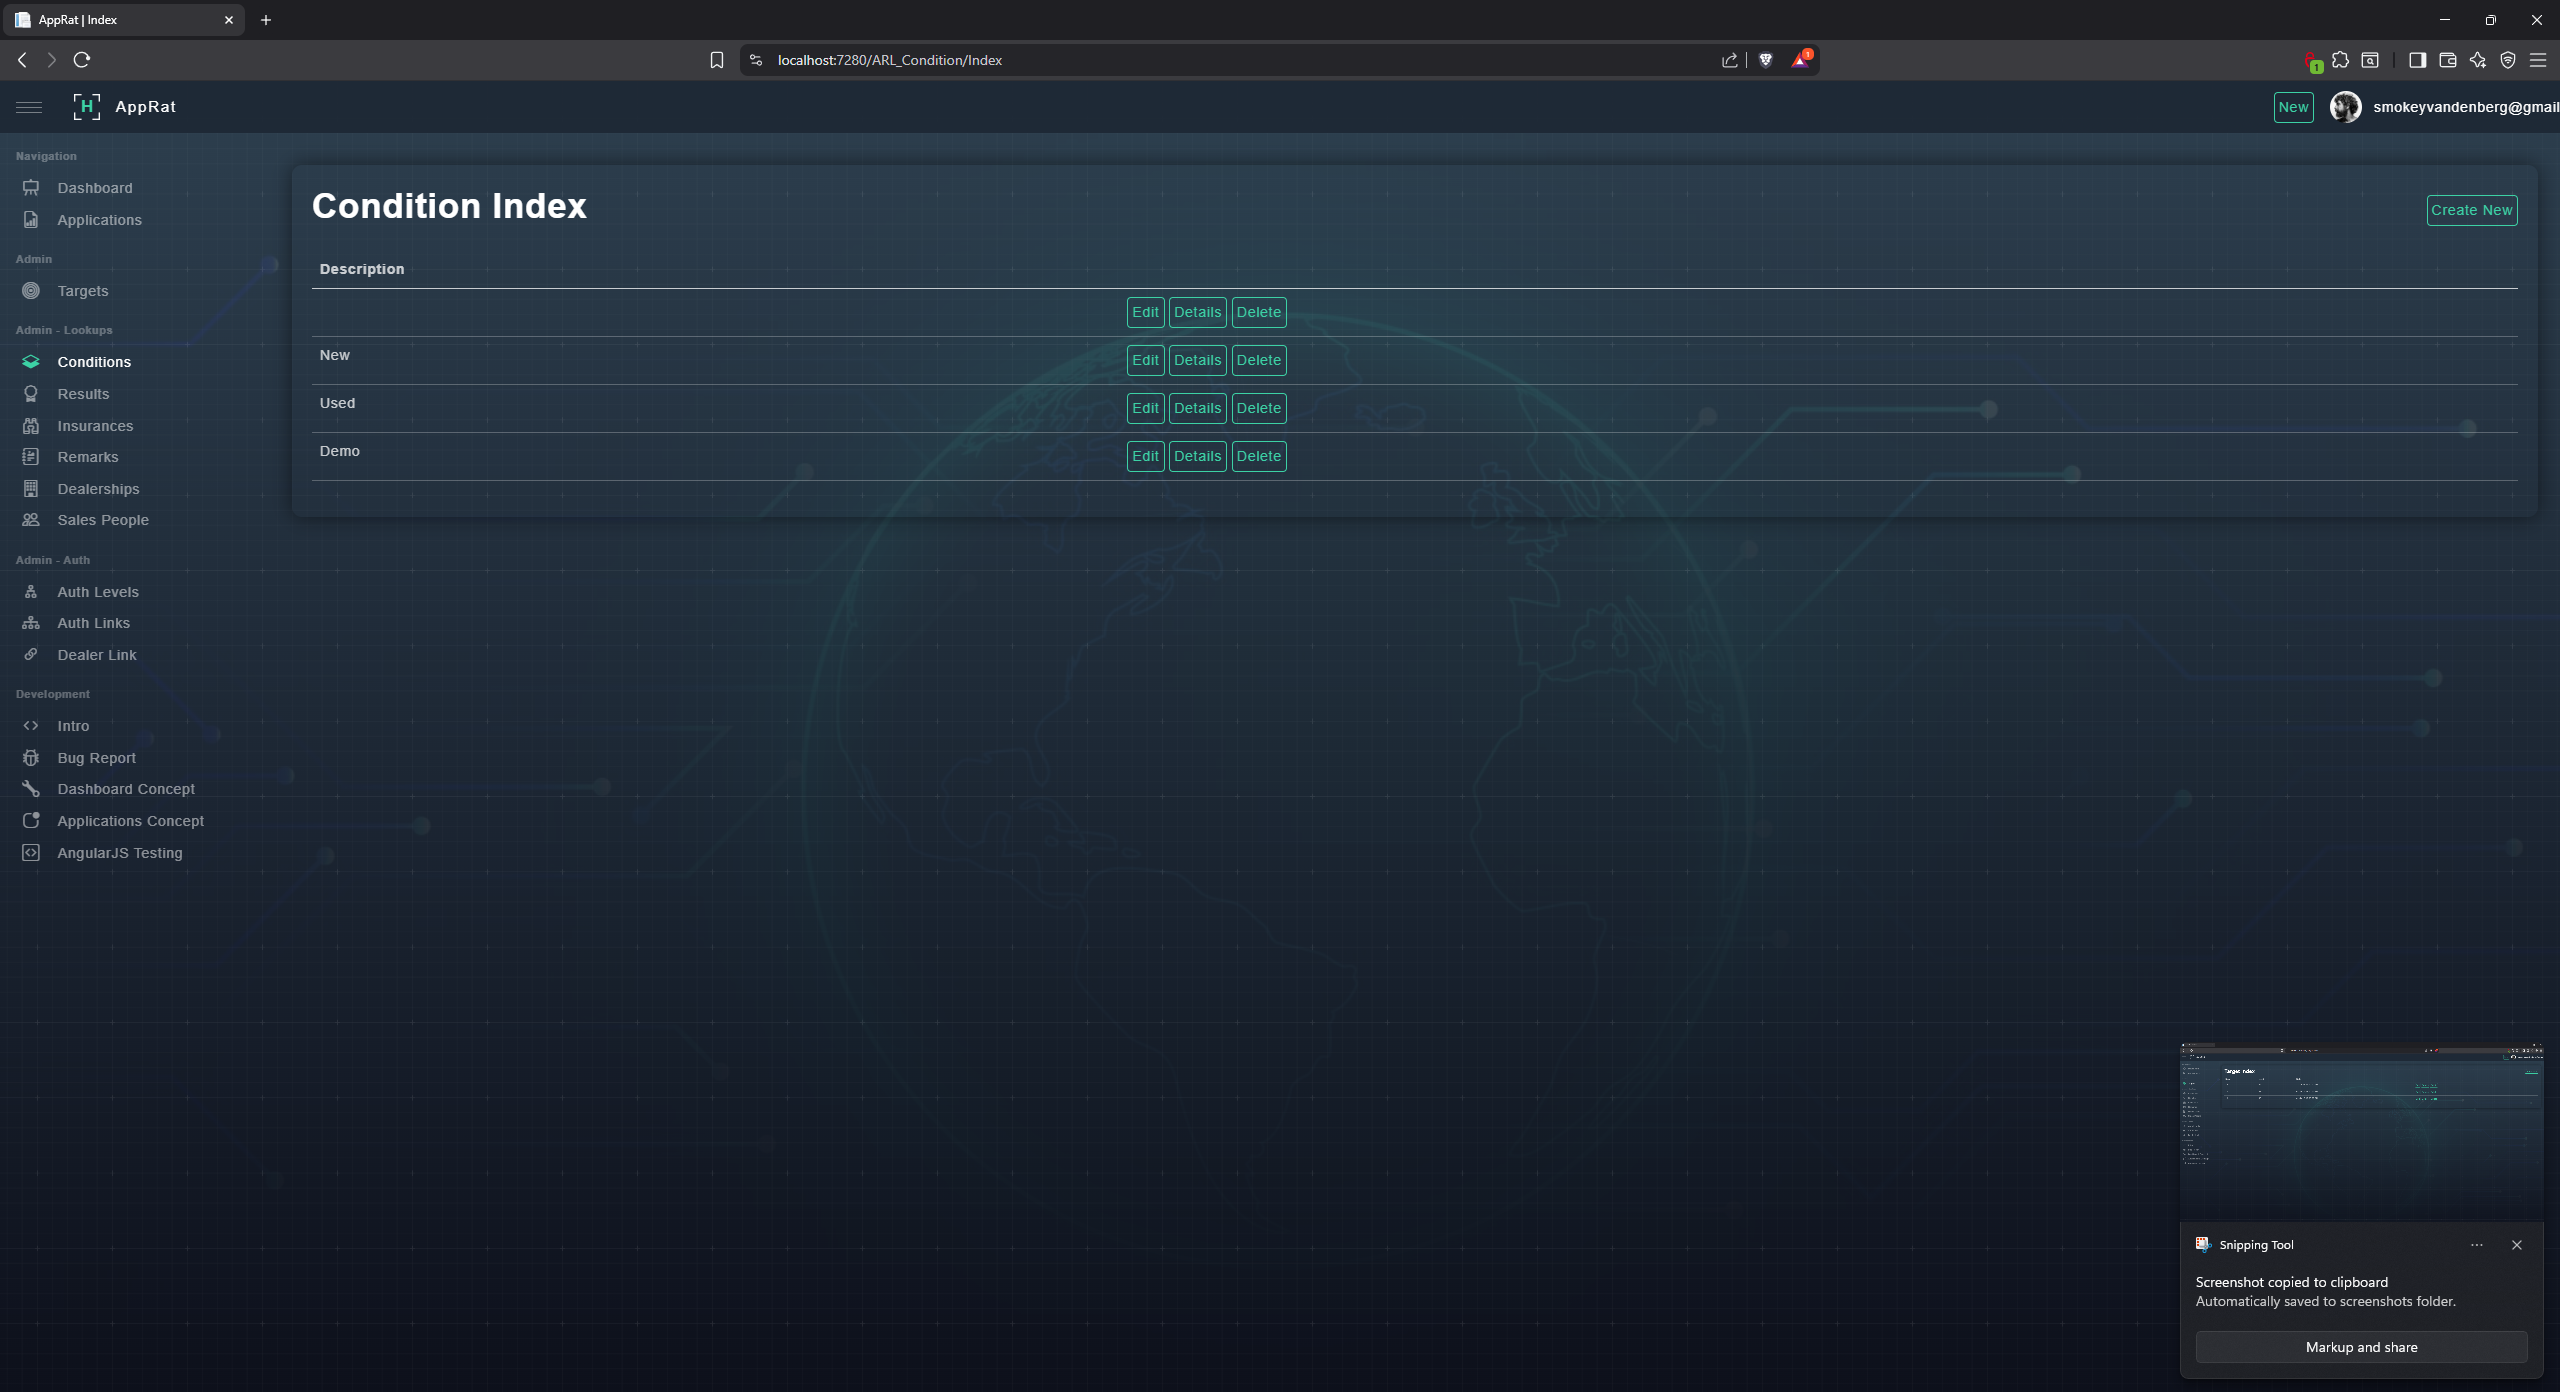 AppRat | Index
localhost:7280/ARL_Condition/Index
1
1
H
AppRat
New
smokeyvandenberg@gmail
Navigation
Dashboard
Applications
Admin
Targets
Admin - Lookups
Conditions
Results
Insurances
Remarks
Dealerships
Sales People
Admin - Auth
Auth Levels
Auth Links
Dealer Link
Development
Intro
Bug Report
Dashboard Concept
Applications Concept
AngularJS Testing
Condition Index
Create New
Description
Edit Details Delete
New Edit Details Delete
Used Edit Details Delete
Demo Edit Details Delete
Target Index
Snipping Tool
Screenshot copied to clipboard
Automatically saved to screenshots folder.
Markup and share